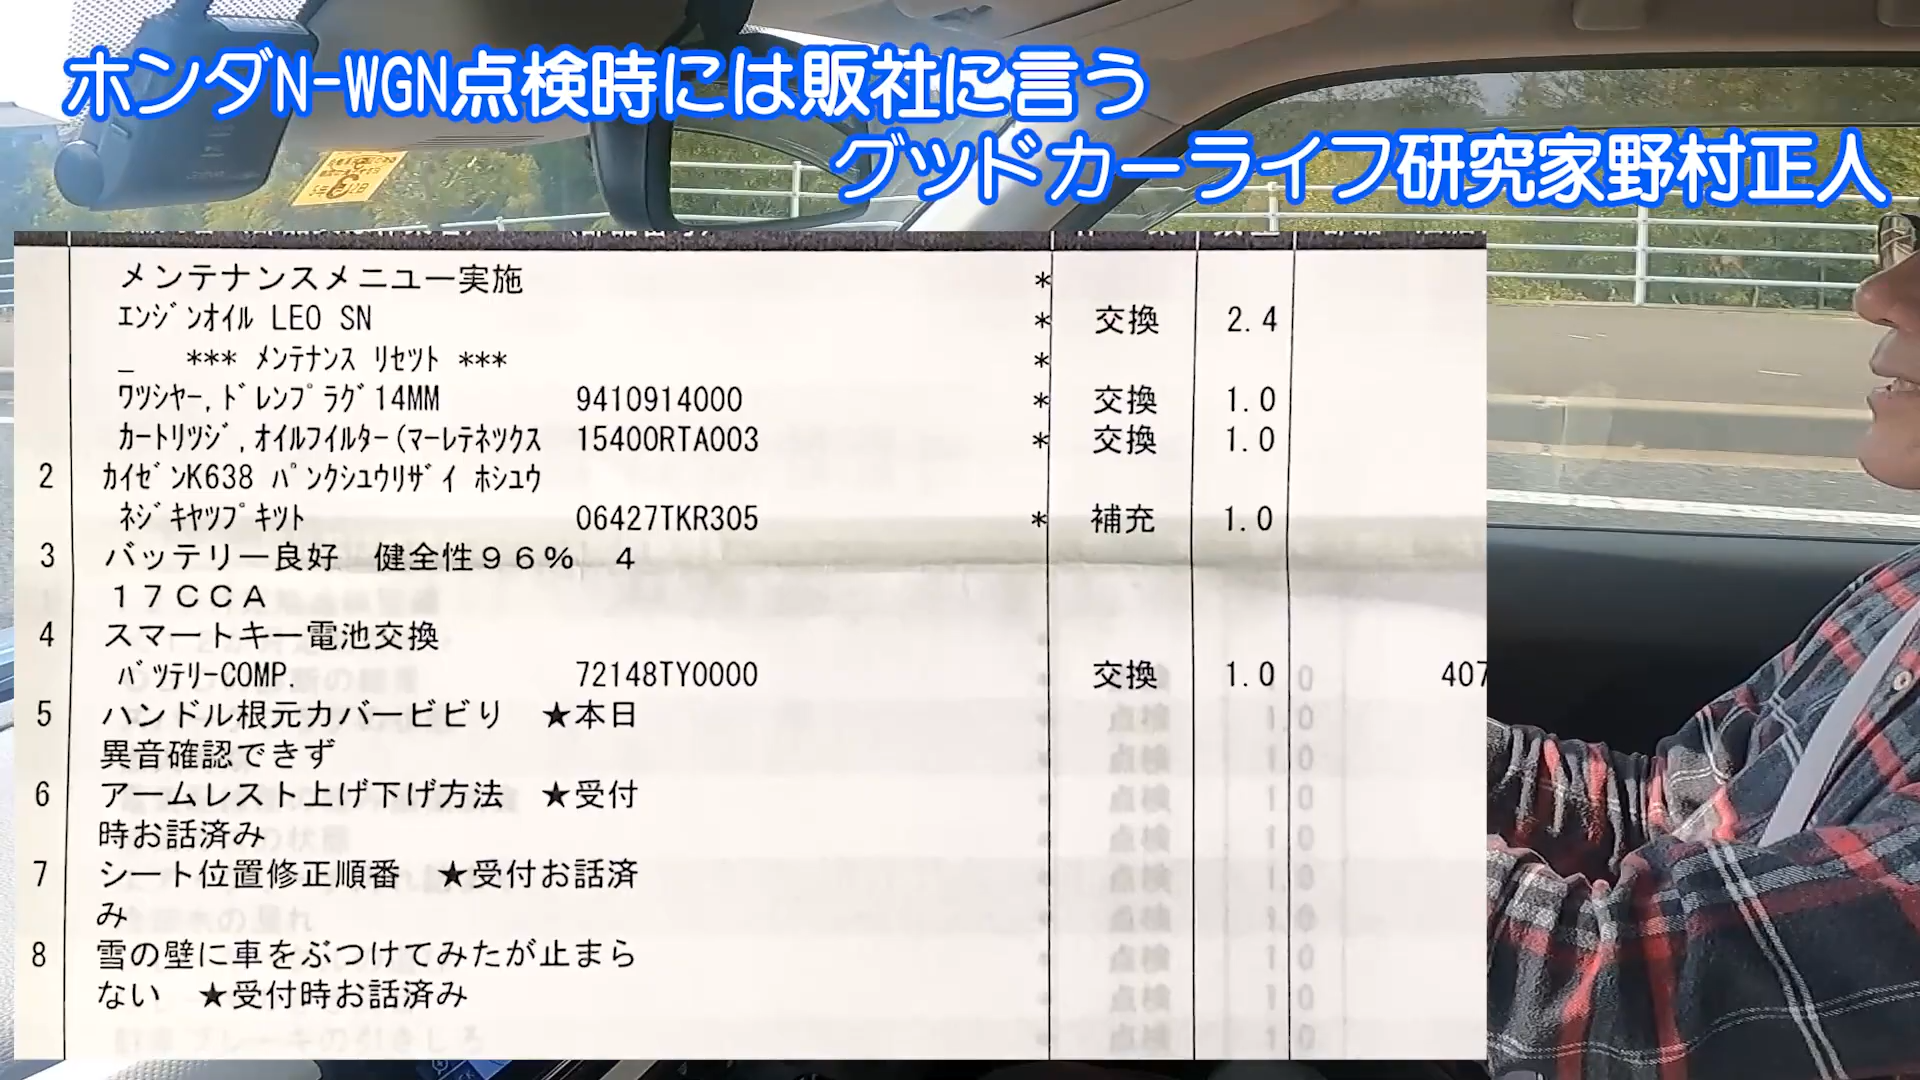 ホンダN-WGN点検時には販社に言う
グッドカーライフ研究家野村正人
メンテナンスメニュー実施 *
エンジンオイル LEO SN * 交換 2.4
_ *** メンテナンス リセット *** *
ワツシヤー,ドレンプラグ14MM 9410914000 * 交換 1.0
カートリツジ,オイルフイルター(マーレテネックス 15400RTA003 * 交換 1.0
2 カイゼンK638 パンクシユウリザイ ホシユウ
ネジキヤツプキツト 06427TKR305 * 補充 1.0
3 バッテリー良好 健全性96% 4
17CCA
4 スマートキー電池交換
バツテリーCOMP. 72148TY0000 交換 1.0 407
5 ハンドル根元カバービビり ★本日
異音確認できず
6 アームレスト上げ下げ方法 ★受付
時お話済み
7 シート位置修正順番 ★受付お話済
み
8 雪の壁に車をぶつけてみたが止まら
ない ★受付時お話済み